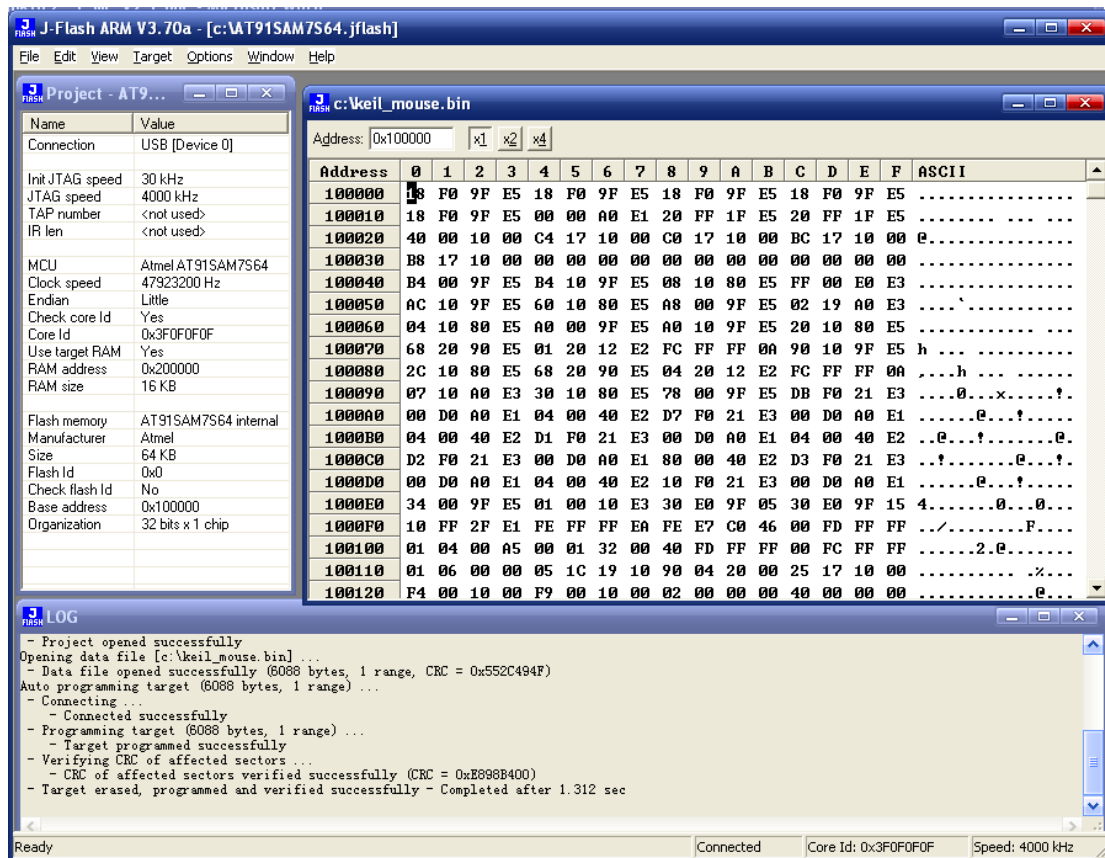 J-Flash ARM V3.70a - [c:\AT91SAM7S64.jflash]
File Edit View Target Options Window Help
Project - AT9...
Name Value
Connection USB [Device 0]
Init JTAG speed 30 kHz
JTAG speed 4000 kHz
TAP number <not used>
IR len <not used>
MCU Atmel AT91SAM7S64
Clock speed 47923200 Hz
Endian Little
Check core Id Yes
Core Id 0x3F0F0F0F
Use target RAM Yes
RAM address 0x200000
RAM size 16 KB
Flash memory AT91SAM7S64 internal
Manufacturer Atmel
Size 64 KB
Flash Id 0x0
Check flash Id No
Base address 0x100000
Organization 32 bits x 1 chip
c:\keil_mouse.bin
Address: 0x100000 x1 x2 x4
Address 0 1 2 3 4 5 6 7 8 9 A B C D E F ASCII
100000 18 F0 9F E5 18 F0 9F E5 18 F0 9F E5 18 F0 9F E5 ................
100010 18 F0 9F E5 00 00 A0 E1 20 FF 1F E5 20 FF 1F E5 ........ ... ...
100020 40 00 10 00 C4 17 10 00 C0 17 10 00 BC 17 10 00 @...............
100030 B8 17 10 00 00 00 00 00 00 00 00 00 00 00 00 00 ................
100040 B4 00 9F E5 B4 10 9F E5 08 10 80 E5 FF 00 E0 E3 ................
100050 AC 10 9F E5 60 10 80 E5 A8 00 9F E5 02 19 A0 E3 ....`...........
100060 04 10 80 E5 A0 00 9F E5 A0 10 9F E5 20 10 80 E5 ............ ...
100070 68 20 90 E5 01 20 12 E2 FC FF FF 0A 90 10 9F E5 h ... ..........
100080 2C 10 80 E5 68 20 90 E5 04 20 12 E2 FC FF FF 0A ,...h ... ......
100090 07 10 A0 E3 30 10 80 E5 78 00 9F E5 DB F0 21 E3 ....0...x.....!.
1000A0 00 D0 A0 E1 04 00 40 E2 D7 F0 21 E3 00 D0 A0 E1 ......@...!.....
1000B0 04 00 40 E2 D1 F0 21 E3 00 D0 A0 E1 04 00 40 E2 ..@...!.......@.
1000C0 D2 F0 21 E3 00 D0 A0 E1 80 00 40 E2 D3 F0 21 E3 ..!.......@...!.
1000D0 00 D0 A0 E1 04 00 40 E2 10 F0 21 E3 00 D0 A0 E1 ......@...!.....
1000E0 34 00 9F E5 01 00 10 E3 30 E0 9F 05 30 E0 9F 15 4.......0...0...
1000F0 10 FF 2F E1 FE FF FF EA FE E7 C0 46 00 FD FF FF ../........F....
100100 01 04 00 A5 00 01 32 00 40 FD FF FF 00 FC FF FF ......2.@.......
100110 01 06 00 00 05 1C 19 10 90 04 20 00 25 17 10 00 .......... .%...
100120 F4 00 10 00 F9 00 10 00 02 00 00 00 40 00 00 00 ............@...
LOG
- Project opened successfully
Opening data file [c:\keil_mouse.bin] ...
- Data file opened successfully (6088 bytes, 1 range, CRC = 0x552C494F)
Auto programming target (6088 bytes, 1 range) ...
- Connecting ...
- Connected successfully
- Programming target (6088 bytes, 1 range) ...
- Target programmed successfully
- Verifying CRC of affected sectors ...
- CRC of affected sectors verified successfully (CRC = 0xE898B400)
- Target erased, programmed and verified successfully - Completed after 1.312 sec
Ready Connected Core Id: 0x3F0F0F0F Speed: 4000 kHz